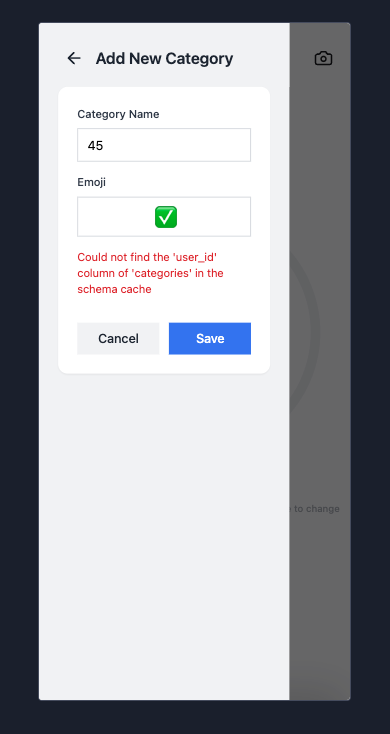 Add New Category
Category Name
45
Emoji
Could not find the 'user_id'
column of 'categories' in the
schema cache
Cancel
Save
to change